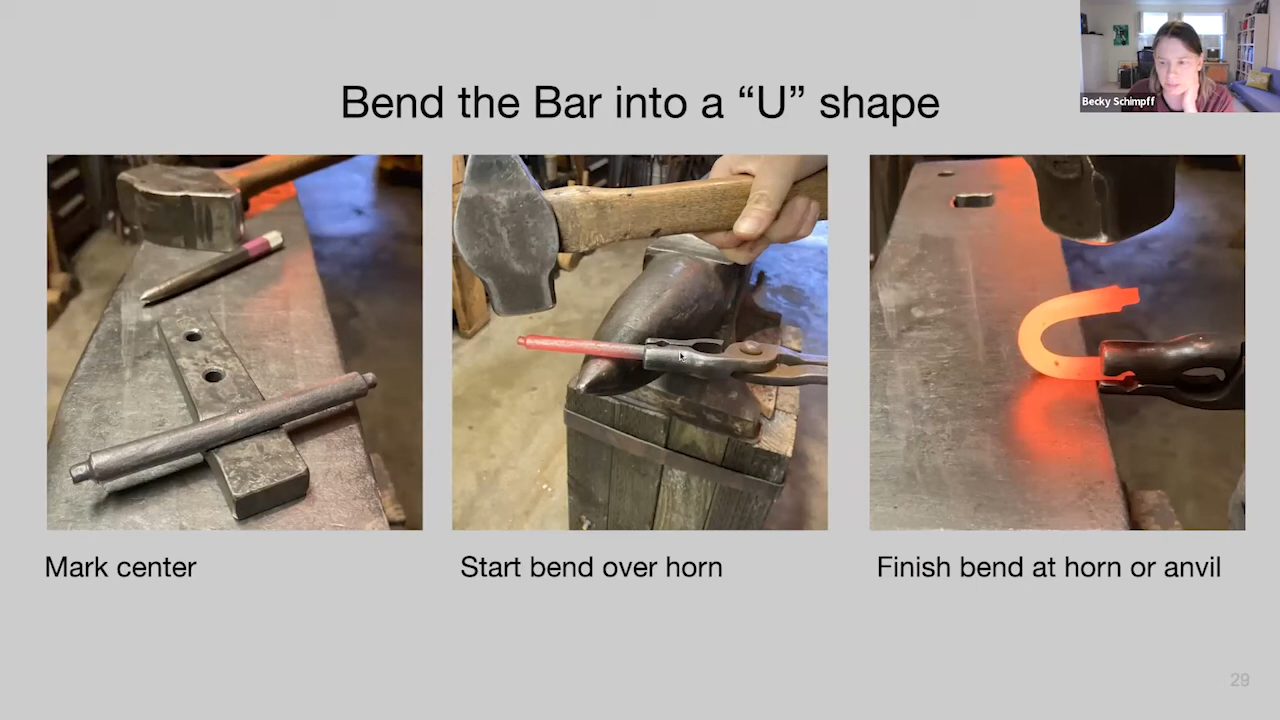 Becky Schimpff
Bend the Bar into a “U” shape
Mark center
Start bend over horn
Finish bend at horn or anvil
29